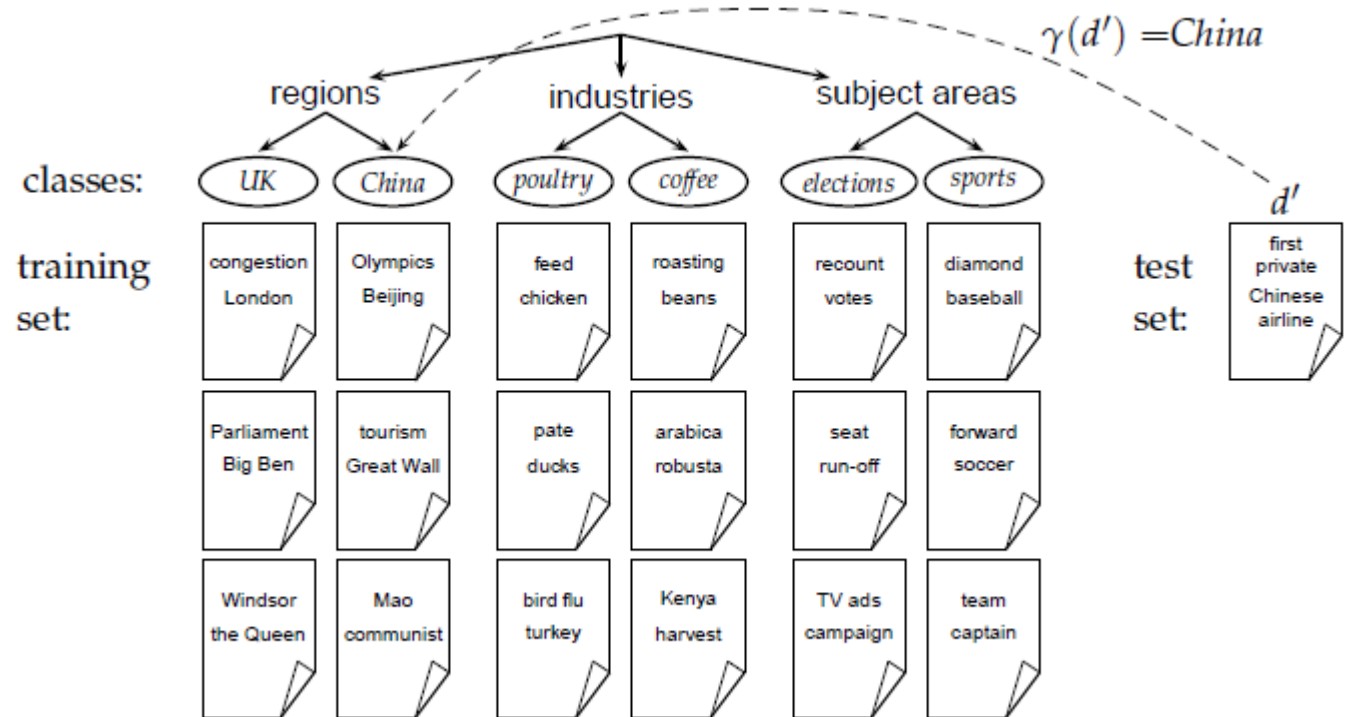 γ(d′) =China
regions
industries
subject areas
classes:
UK
China
poultry
coffee
elections
sports
d′
training
set:
congestion
London
Olympics
Beijing
feed
chicken
roasting
beans
recount
votes
diamond
baseball
test
set:
first
private
Chinese
airline
Parliament
Big Ben
tourism
Great Wall
pate
ducks
arabica
robusta
seat
run-off
forward
soccer
Windsor
the Queen
Mao
communist
bird flu
turkey
Kenya
harvest
TV ads
campaign
team
captain